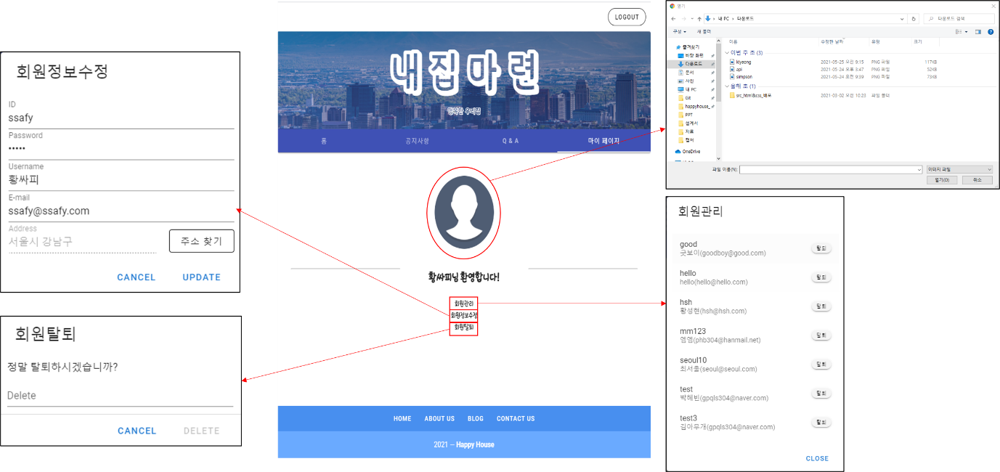 회원정보수정
ID
ssafy
Password
•••••
Username
황싸피
E-mail
ssafy@ssafy.com
Address
서울시 강남구
주소 찾기
CANCEL UPDATE
회원탈퇴
정말 탈퇴하시겠습니까?
Delete
CANCEL DELETE
LOGOUT
내집마련
행복한 우리집
홈 공지사항 Q & A 마이 페이지
황싸피님 환영합니다!
회원관리
회원정보수정
회원탈퇴
HOME ABOUT US BLOG CONTACT US
2021 — Happy House
열기
내 PC > 다운로드
다운로드 검색
구성 새 폴더
즐겨찾기
바탕 화면
다운로드
문서
사진
내 PC
Git
happyhouse_
PPT
설계서
자료
캡처
OneDrive
이름 수정한 날짜 유형 크기
이번 주 초 (3)
kiyeong 2021-05-25 오전 9:15 PNG 파일 117KB
api 2021-05-24 오후 3:47 PNG 파일 52KB
simpson 2021-05-24 오전 9:39 PNG 파일 73KB
올해 초 (1)
src_html&css_배포 2021-03-02 오전 10:23 파일 폴더
파일 이름(N): 이미지 파일
열기(O) 취소
회원관리
good
굿보이(goodboy@good.com)
탈퇴
hello
hello(hello@hello.com)
탈퇴
hsh
황성현(hsh@hsh.com)
탈퇴
mm123
엠엠(phb304@hanmail.net)
탈퇴
seoul10
최서울(seoul@seoul.com)
탈퇴
test
박혜빈(gpqls304@naver.com)
탈퇴
test3
김아무개(gpqls304@naver.com)
탈퇴
CLOSE